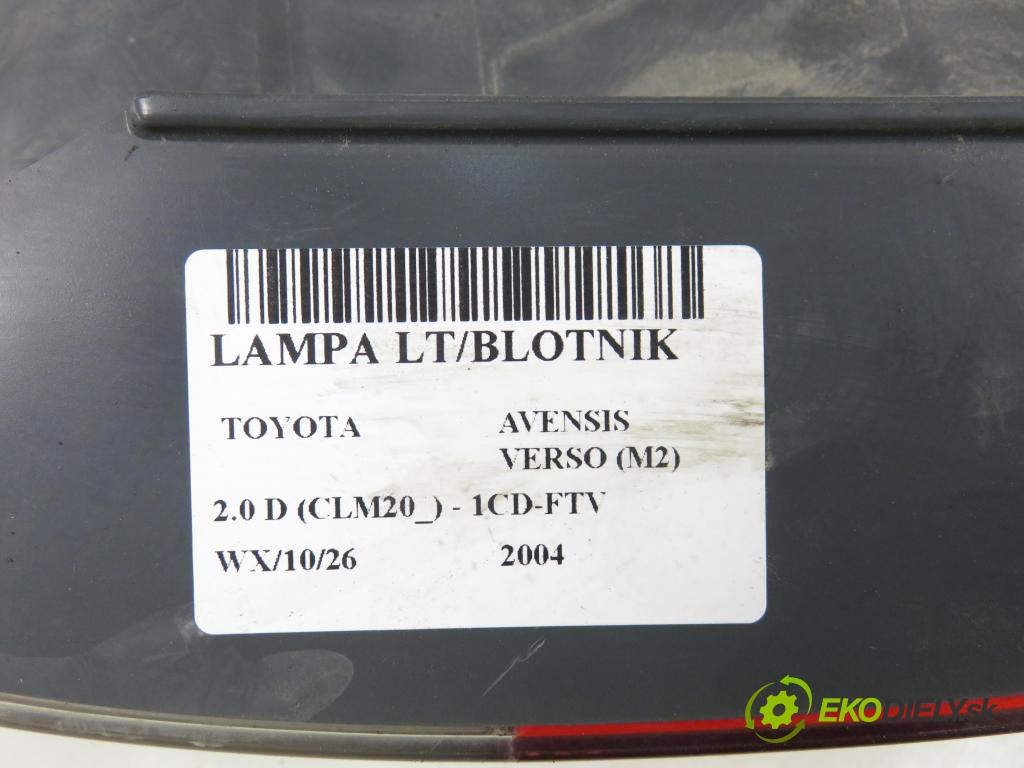 LAMPA LT/BLOTNIK
TOYOTA AVENSIS
VERSO (M2)
2.0 D (CLM20_) - 1CD-FTV
WX/10/26 2004
EKODIELY.sk